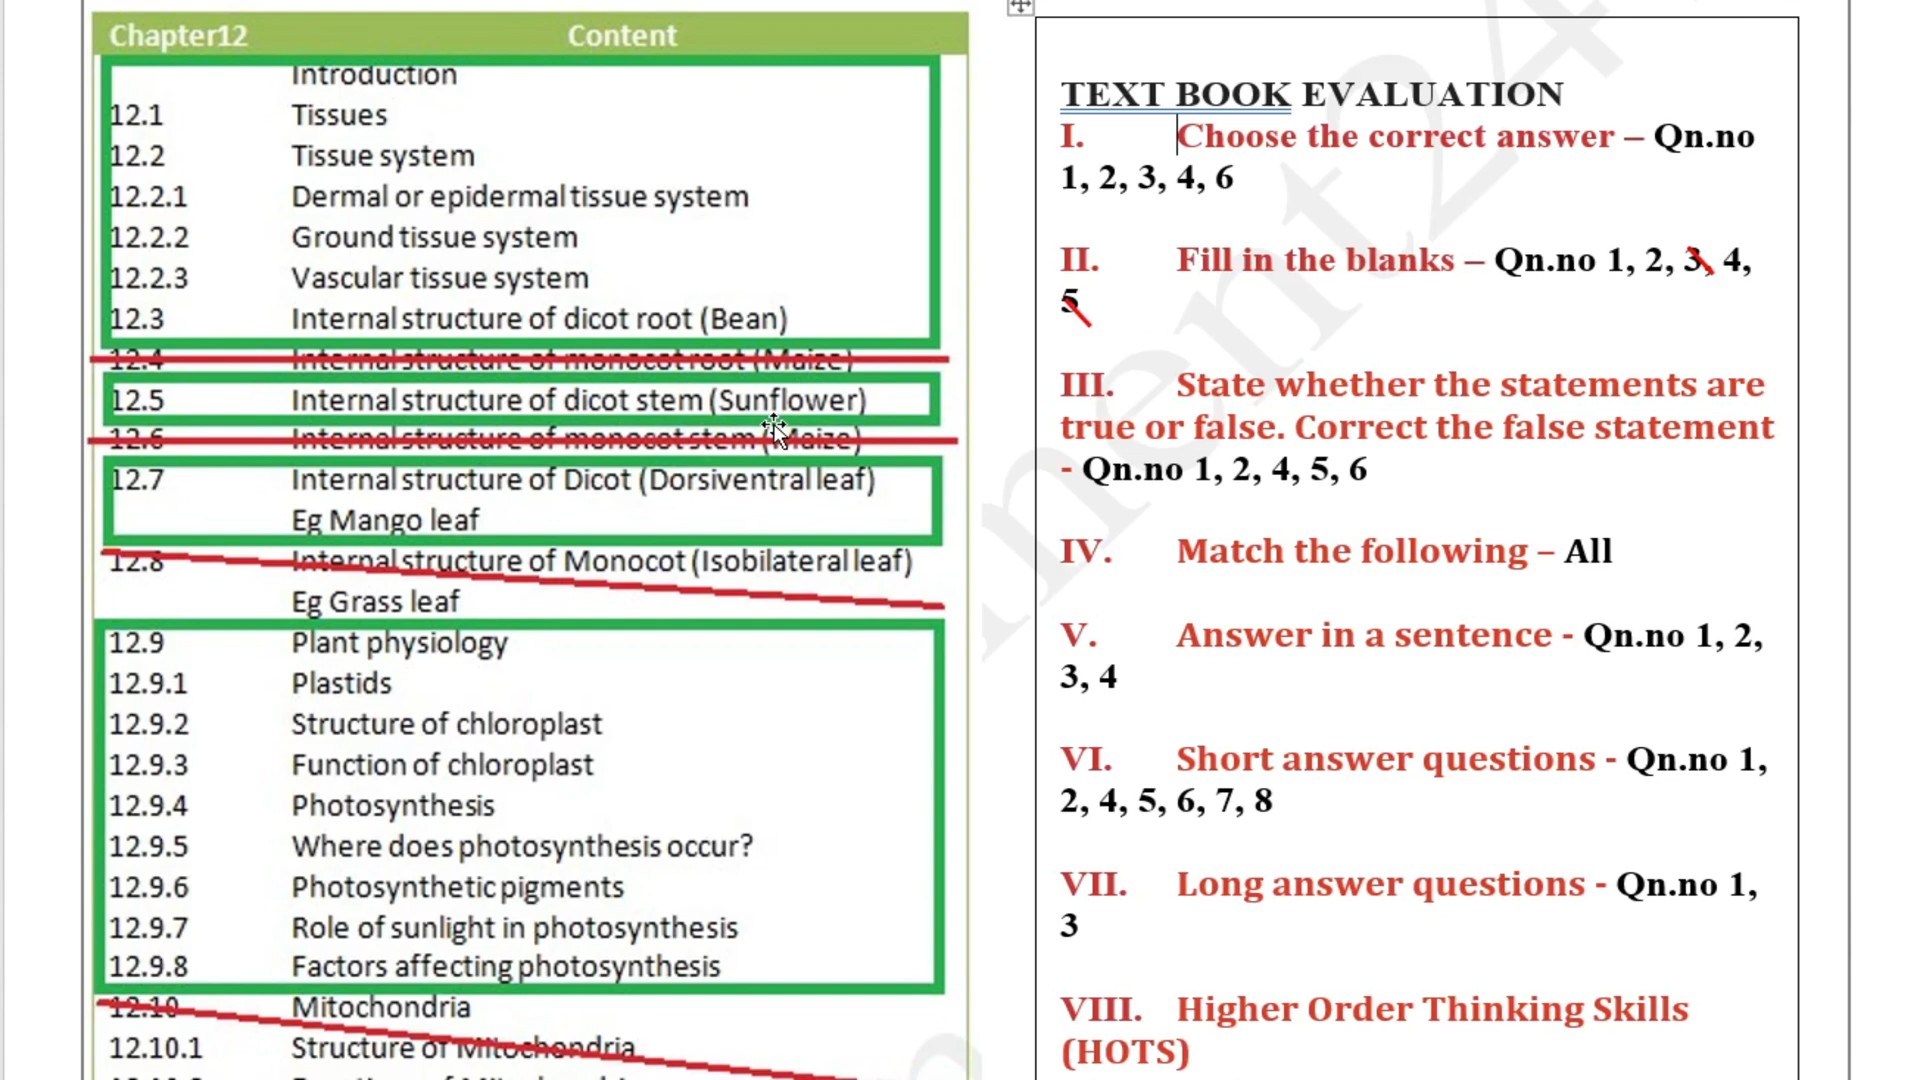 Chapter12 Content
Introduction
12.1 Tissues
12.2 Tissue system
12.2.1 Dermal or epidermal tissue system
12.2.2 Ground tissue system
12.2.3 Vascular tissue system
12.3 Internal structure of dicot root (Bean)
12.4 Internal structure of monocot root (Maize)
12.5 Internal structure of dicot stem (Sunflower)
12.6 Internal structure of monocot stem (Maize)
12.7 Internal structure of Dicot (Dorsiventral leaf)
Eg Mango leaf
12.8 Internal structure of Monocot (Isobilateral leaf)
Eg Grass leaf
12.9 Plant physiology
12.9.1 Plastids
12.9.2 Structure of chloroplast
12.9.3 Function of chloroplast
12.9.4 Photosynthesis
12.9.5 Where does photosynthesis occur?
12.9.6 Photosynthetic pigments
12.9.7 Role of sunlight in photosynthesis
12.9.8 Factors affecting photosynthesis
12.10 Mitochondria
12.10.1 Structure of Mitochondria
TEXT BOOK EVALUATION
I. Choose the correct answer – Qn.no
1, 2, 3, 4, 6
II. Fill in the blanks – Qn.no 1, 2, 3, 4,
5
III. State whether the statements are
true or false. Correct the false statement
- Qn.no 1, 2, 4, 5, 6
IV. Match the following – All
V. Answer in a sentence - Qn.no 1, 2,
3, 4
VI. Short answer questions - Qn.no 1,
2, 4, 5, 6, 7, 8
VII. Long answer questions - Qn.no 1,
3
VIII. Higher Order Thinking Skills
(HOTS)